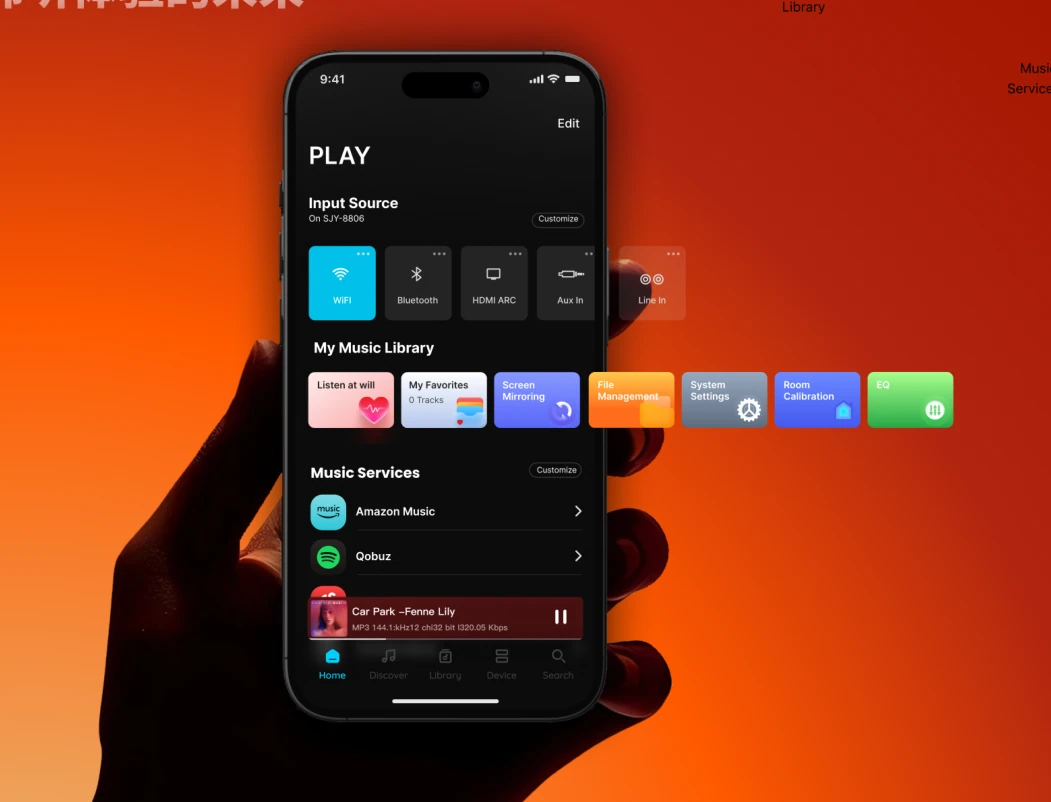 Library
Music
Service
9:41
Edit
PLAY
Input Source
On SJY-8806
Customize
WiFI
Bluetooth
HDMI ARC
Aux In
Line In
My Music Library
Listen at will
My Favorites
0 Tracks
Screen
Mirroring
File
Management
System
Settings
Room
Calibration
EQ
Music Services
Customize
music
Amazon Music
Qobuz
Car Park –Fenne Lily
MP3 144.1:kHz12 chl32 bit l320.05 Kbps
Home
Discover
Library
Device
Search